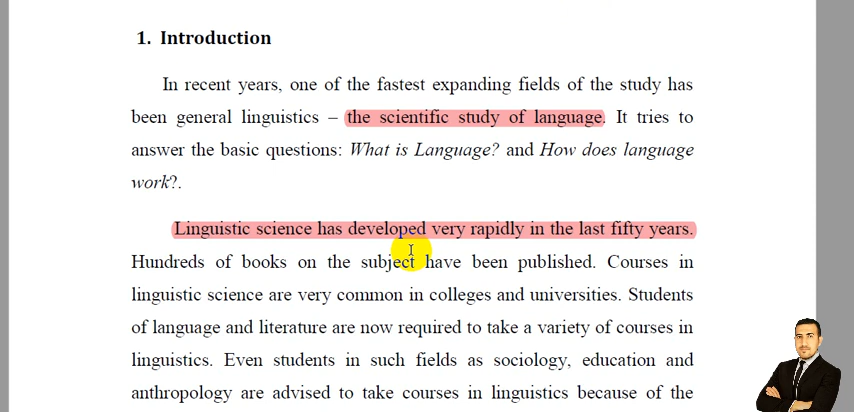 1. Introduction
In recent years, one of the fastest expanding fields of the study has
been general linguistics – the scientific study of language. It tries to
answer the basic questions: What is Language? and How does language
work?.
Linguistic science has developed very rapidly in the last fifty years.
Hundreds of books on the subject have been published. Courses in
linguistic science are very common in colleges and universities. Students
of language and literature are now required to take a variety of courses in
linguistics. Even students in such fields as sociology, education and
anthropology are advised to take courses in linguistics because of the